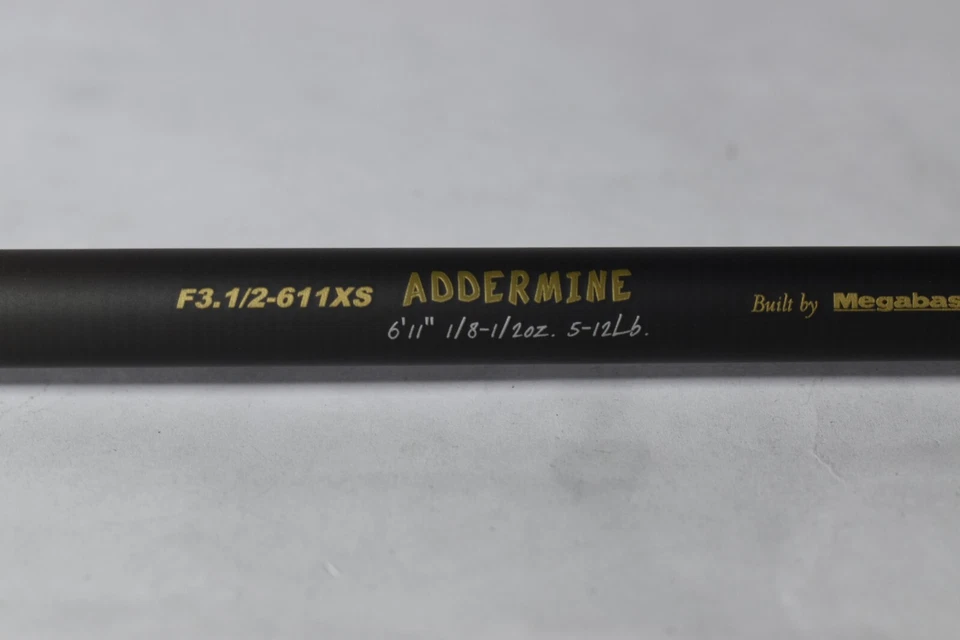 F3.1/2-611XS ADDERMINE Built by Megabas
6'11" 1/8-1/2oz. 5-12Lb.